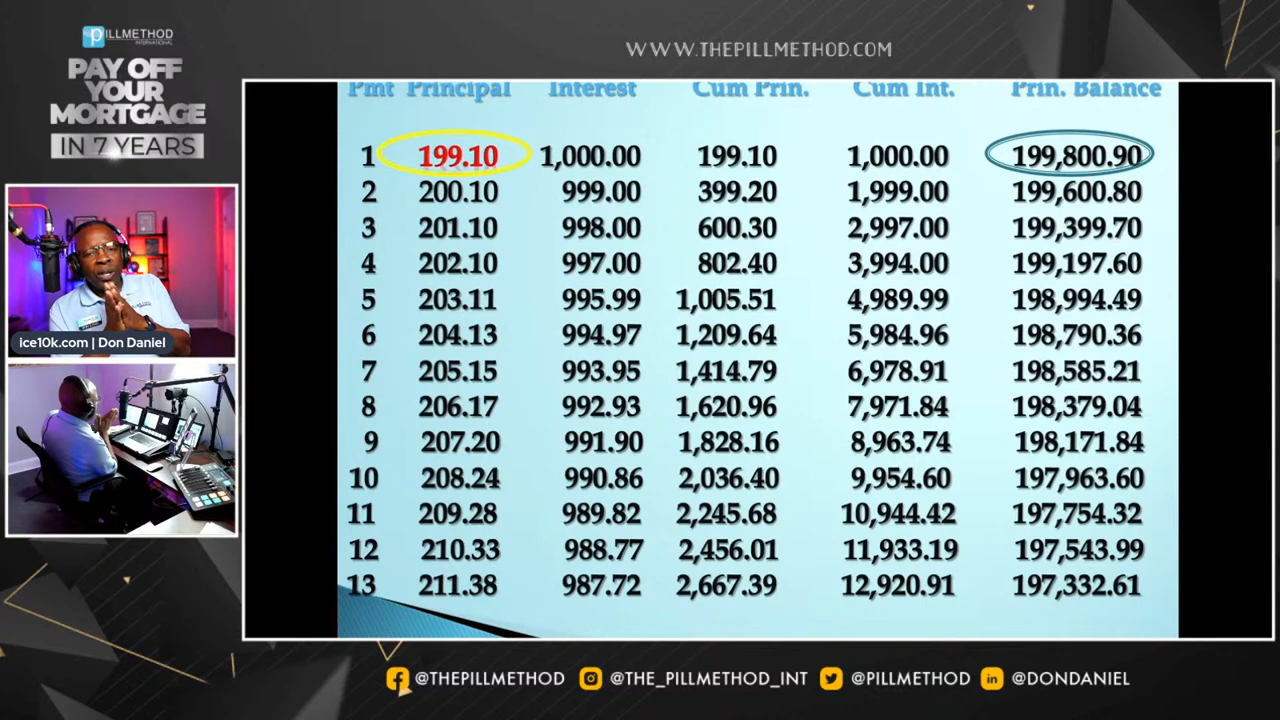 PILLMETHOD
INTERNATIONAL
PAY OFF
YOUR
MORTGAGE
IN 7 YEARS
WWW.THEPILLMETHOD.COM
Pmt Principal Interest Cum Prin. Cum Int. Prin. Balance
1 199.10 1,000.00 199.10 1,000.00 199,800.90
2 200.10 999.00 399.20 1,999.00 199,600.80
3 201.10 998.00 600.30 2,997.00 199,399.70
4 202.10 997.00 802.40 3,994.00 199,197.60
5 203.11 995.99 1,005.51 4,989.99 198,994.49
6 204.13 994.97 1,209.64 5,984.96 198,790.36
7 205.15 993.95 1,414.79 6,978.91 198,585.21
8 206.17 992.93 1,620.96 7,971.84 198,379.04
9 207.20 991.90 1,828.16 8,963.74 198,171.84
10 208.24 990.86 2,036.40 9,954.60 197,963.60
11 209.28 989.82 2,245.68 10,944.42 197,754.32
12 210.33 988.77 2,456.01 11,933.19 197,543.99
13 211.38 987.72 2,667.39 12,920.91 197,332.61
ice10k.com | Don Daniel
@THEPILLMETHOD @THE_PILLMETHOD_INT @PILLMETHOD @DONDANIEL